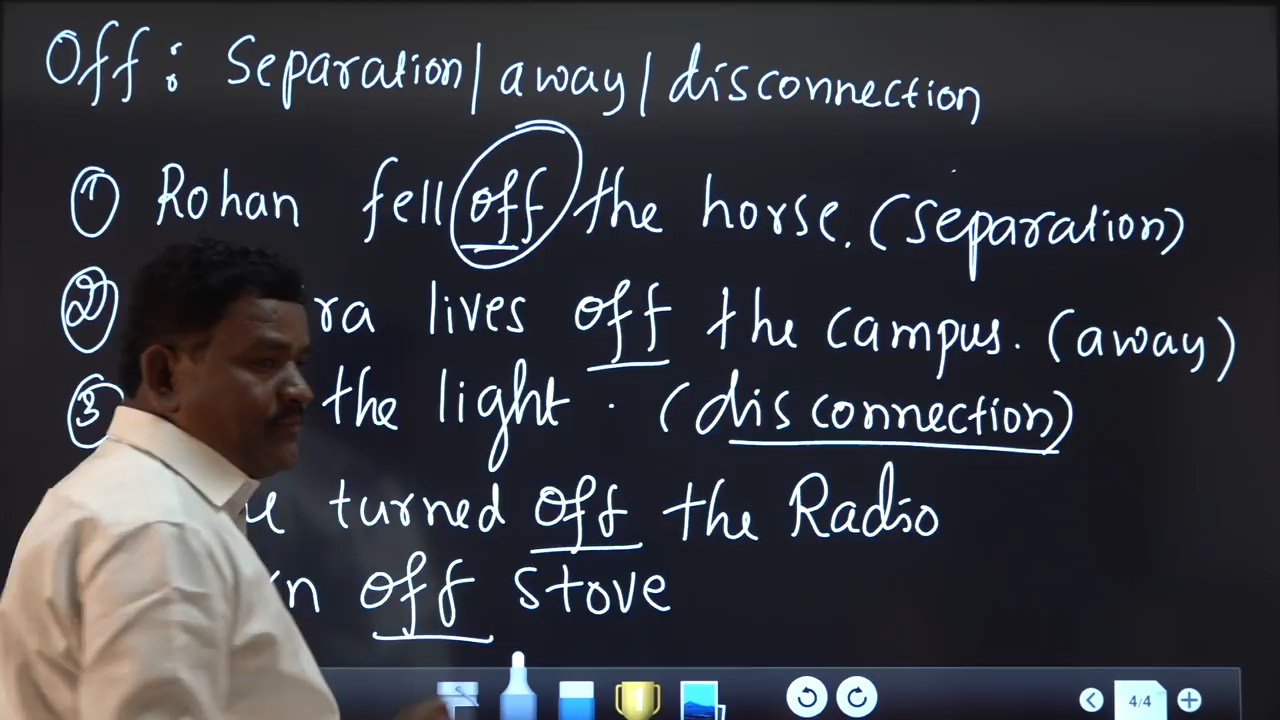 Off : Separation/away/disconnection
① Rohan fell off the horse. (Separation)
② ra lives off the campus. (away)
③ the light. (disconnection)
turned off the Radio
off stove
4/4